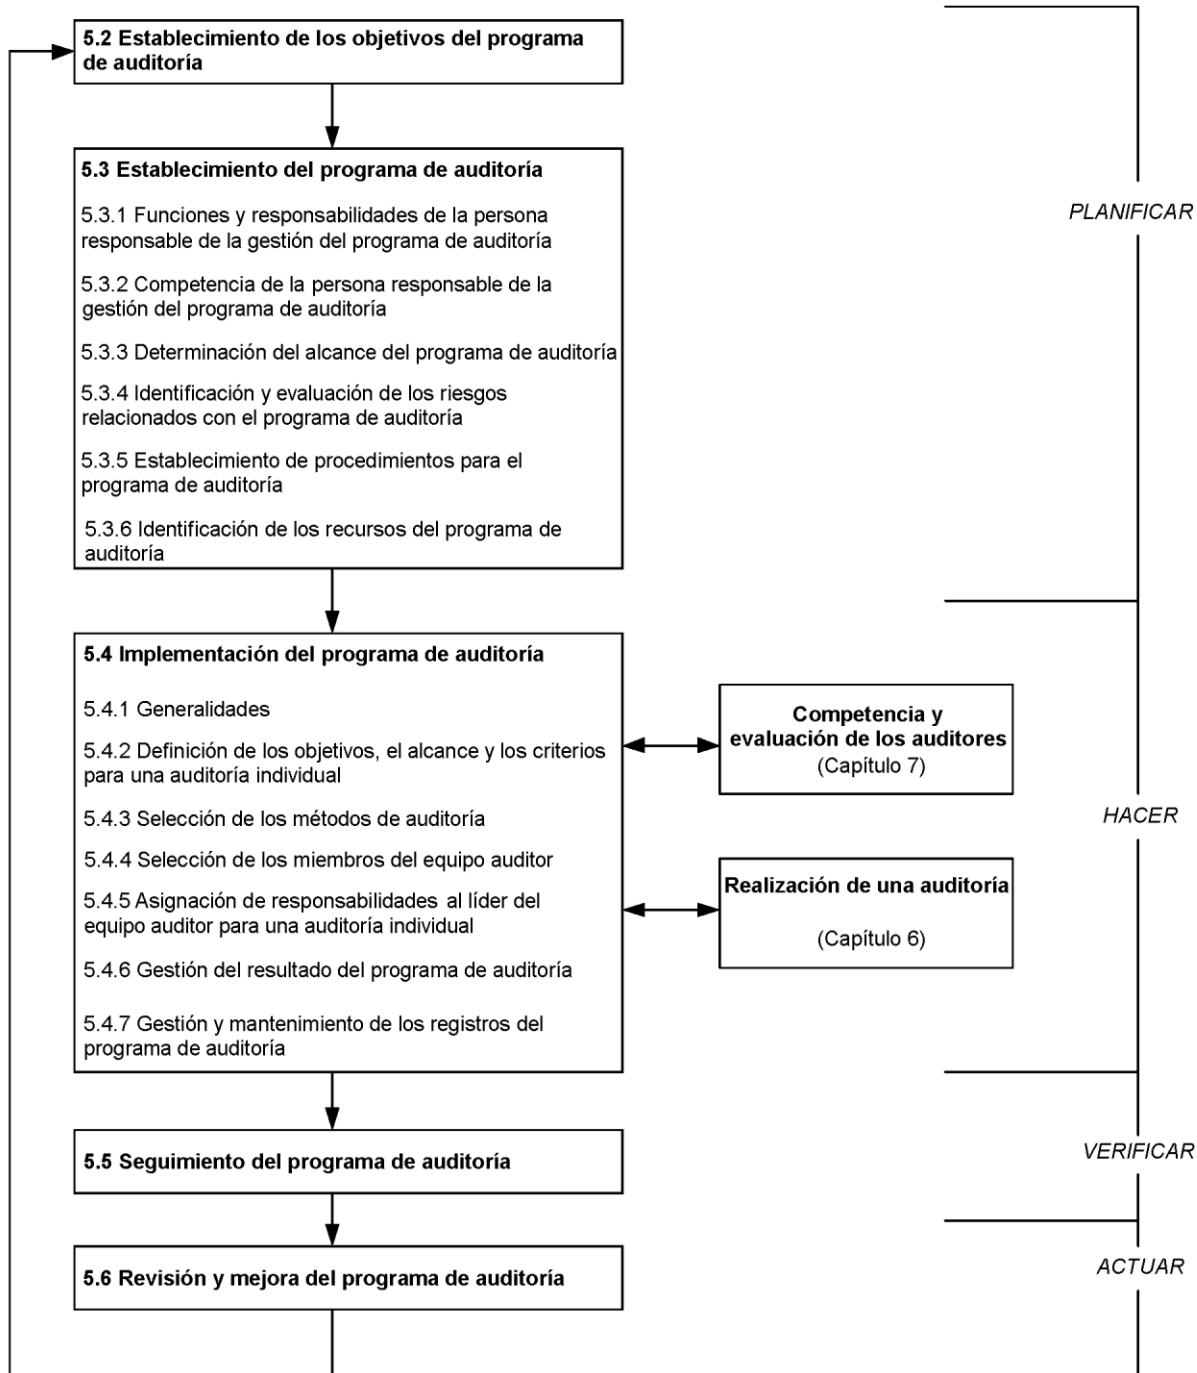 5.2 Establecimiento de los objetivos del programa
de auditoría
5.3 Establecimiento del programa de auditoría
5.3.1 Funciones y responsabilidades de la persona
responsable de la gestión del programa de auditoría
5.3.2 Competencia de la persona responsable de la
gestión del programa de auditoría
5.3.3 Determinación del alcance del programa de auditoría
5.3.4 Identificación y evaluación de los riesgos
relacionados con el programa de auditoría
5.3.5 Establecimiento de procedimientos para el
programa de auditoría
5.3.6 Identificación de los recursos del programa de
auditoría
PLANIFICAR
5.4 Implementación del programa de auditoría
5.4.1 Generalidades
5.4.2 Definición de los objetivos, el alcance y los criterios
para una auditoría individual
5.4.3 Selección de los métodos de auditoría
5.4.4 Selección de los miembros del equipo auditor
5.4.5 Asignación de responsabilidades al líder del
equipo auditor para una auditoría individual
5.4.6 Gestión del resultado del programa de auditoría
5.4.7 Gestión y mantenimiento de los registros del
programa de auditoría
Competencia y
evaluación de los auditores
(Capítulo 7)
Realización de una auditoría
(Capítulo 6)
HACER
5.5 Seguimiento del programa de auditoría
VERIFICAR
5.6 Revisión y mejora del programa de auditoría
ACTUAR